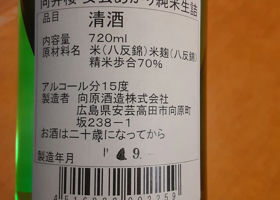 向井桜 安芸あかり純米生詰
品目 清酒
内容量 720ml
原材料名 米（八反錦）米麹（八反錦）
精米歩合70%
アルコール分15度
製造者 向原酒造株式会社
広島県安芸高田市向原町
坂238－1
お酒は二十歳になってから
製造年月 9.